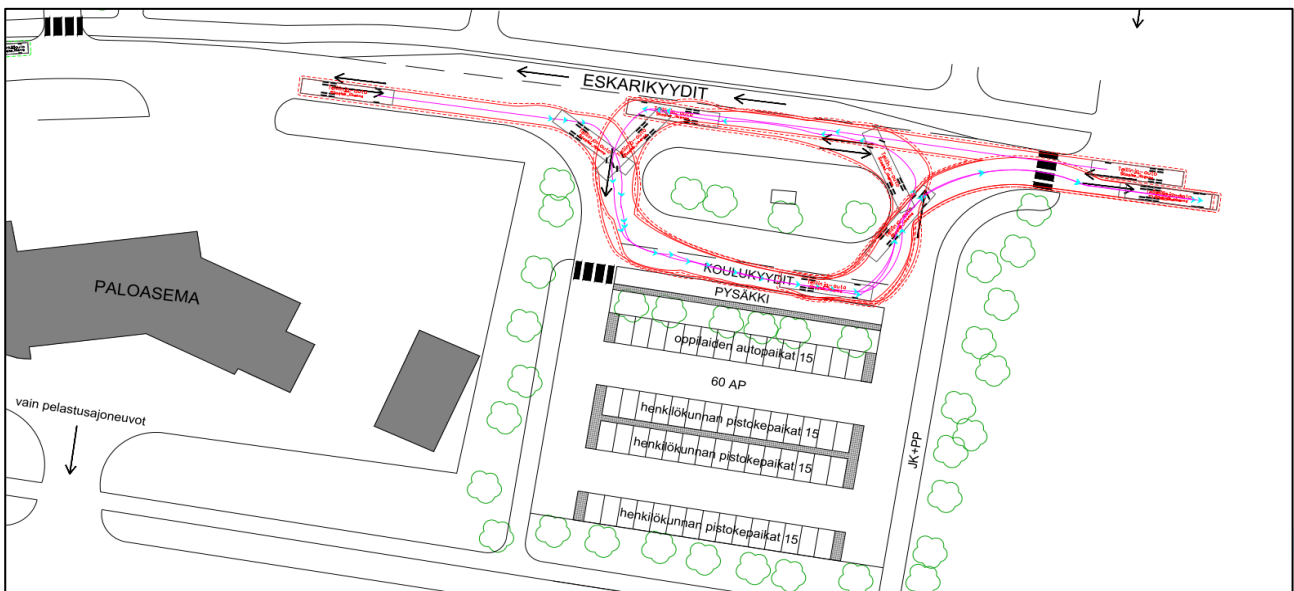 ESKARIKYYDIT
KOULUKYYDIT
PYSÄKKI
PALOASEMA
oppilaiden autopaikat 15
60 AP
henkilökunnan pistokepaikat 15
henkilökunnan pistokepaikat 15
henkilökunnan pistokepaikat 15
vain pelastusajoneuvot
JK+PP